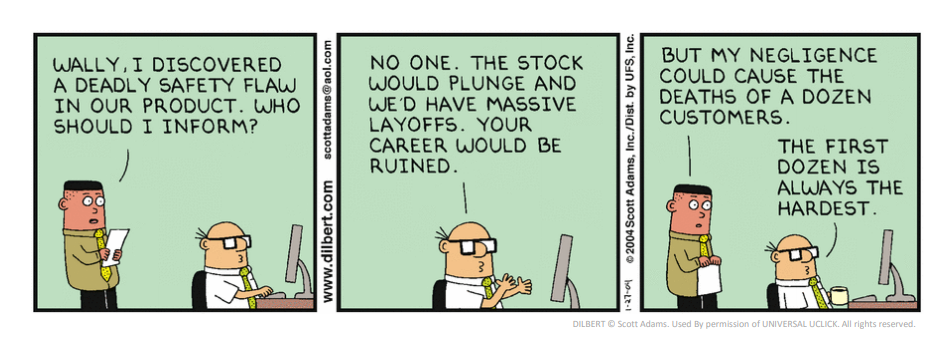 WALLY, I DISCOVERED
A DEADLY SAFETY FLAW
IN OUR PRODUCT. WHO
SHOULD I INFORM?
www.dilbert.com
scottadams@aol.com
NO ONE. THE STOCK
WOULD PLUNGE AND
WE'D HAVE MASSIVE
LAYOFFS. YOUR
CAREER WOULD BE
RUINED.
1-27-04
©2004 Scott Adams, Inc./Dist. by UFS, Inc.
BUT MY NEGLIGENCE
COULD CAUSE THE
DEATHS OF A DOZEN
CUSTOMERS.
THE FIRST
DOZEN IS
ALWAYS THE
HARDEST.
DILBERT © Scott Adams. Used By permission of UNIVERSAL UCLICK. All rights reserved.